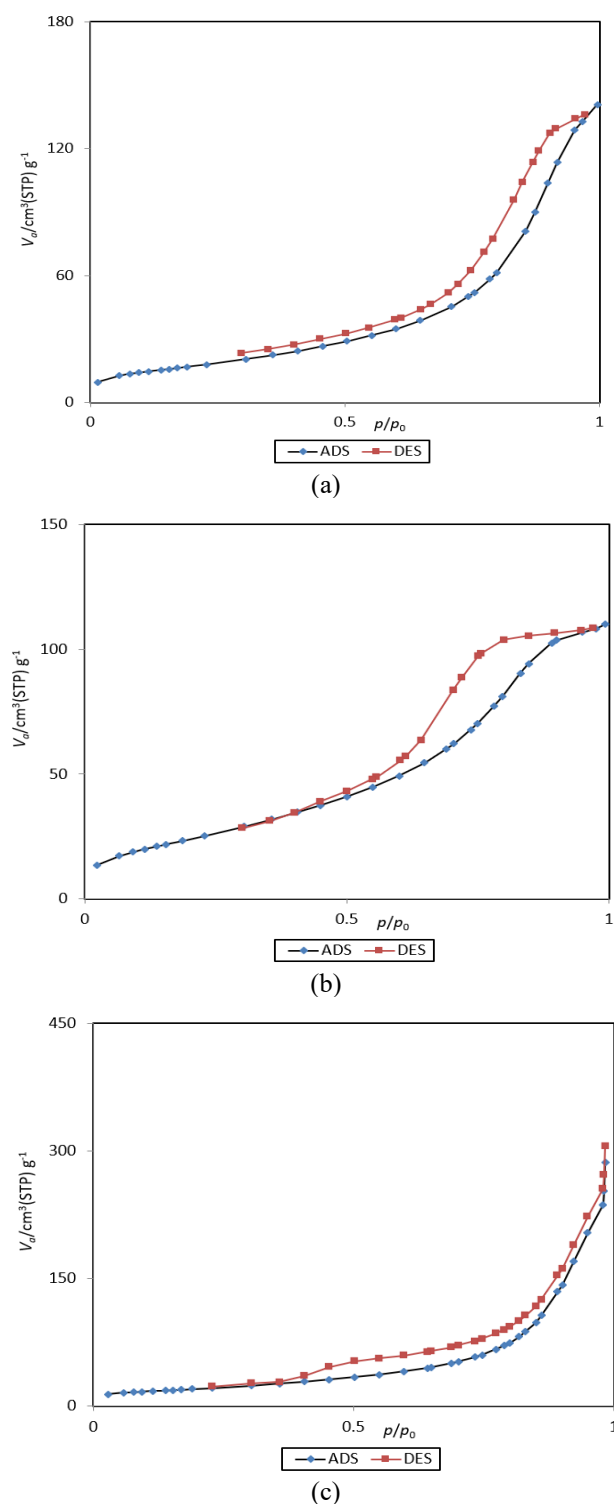 180
120
60
0
Va/cm³(STP) g⁻¹
0
0.5
1
p/p₀
ADS DES
(a)
150
100
50
0
Va/cm³(STP) g⁻¹
0
0.5
1
p/p₀
ADS DES
(b)
450
300
150
0
Va/cm³(STP) g⁻¹
0
0.5
1
p/p₀
ADS DES
(c)